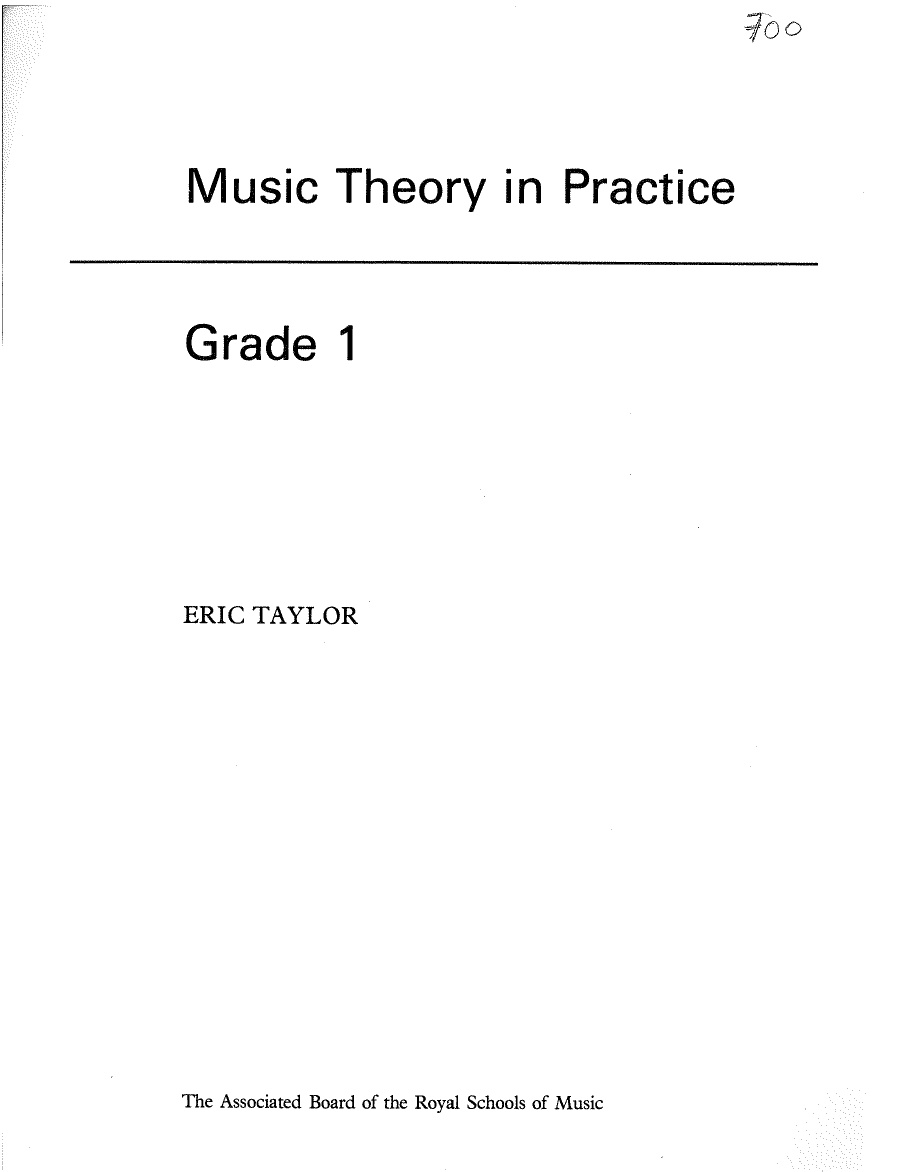 700
Music Theory in Practice
Grade 1
ERIC TAYLOR
The Associated Board of the Royal Schools of Music